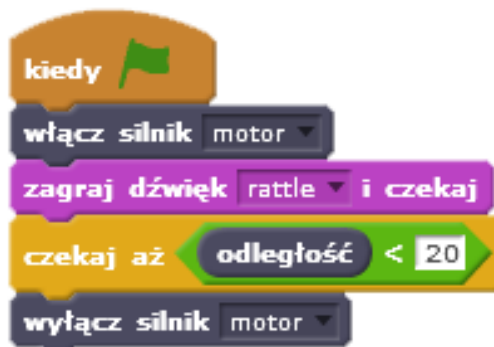 kiedy
włącz silnik motor
zagraj dźwięk rattle i czekaj
czekaj aż odległość < 20
wyłącz silnik motor